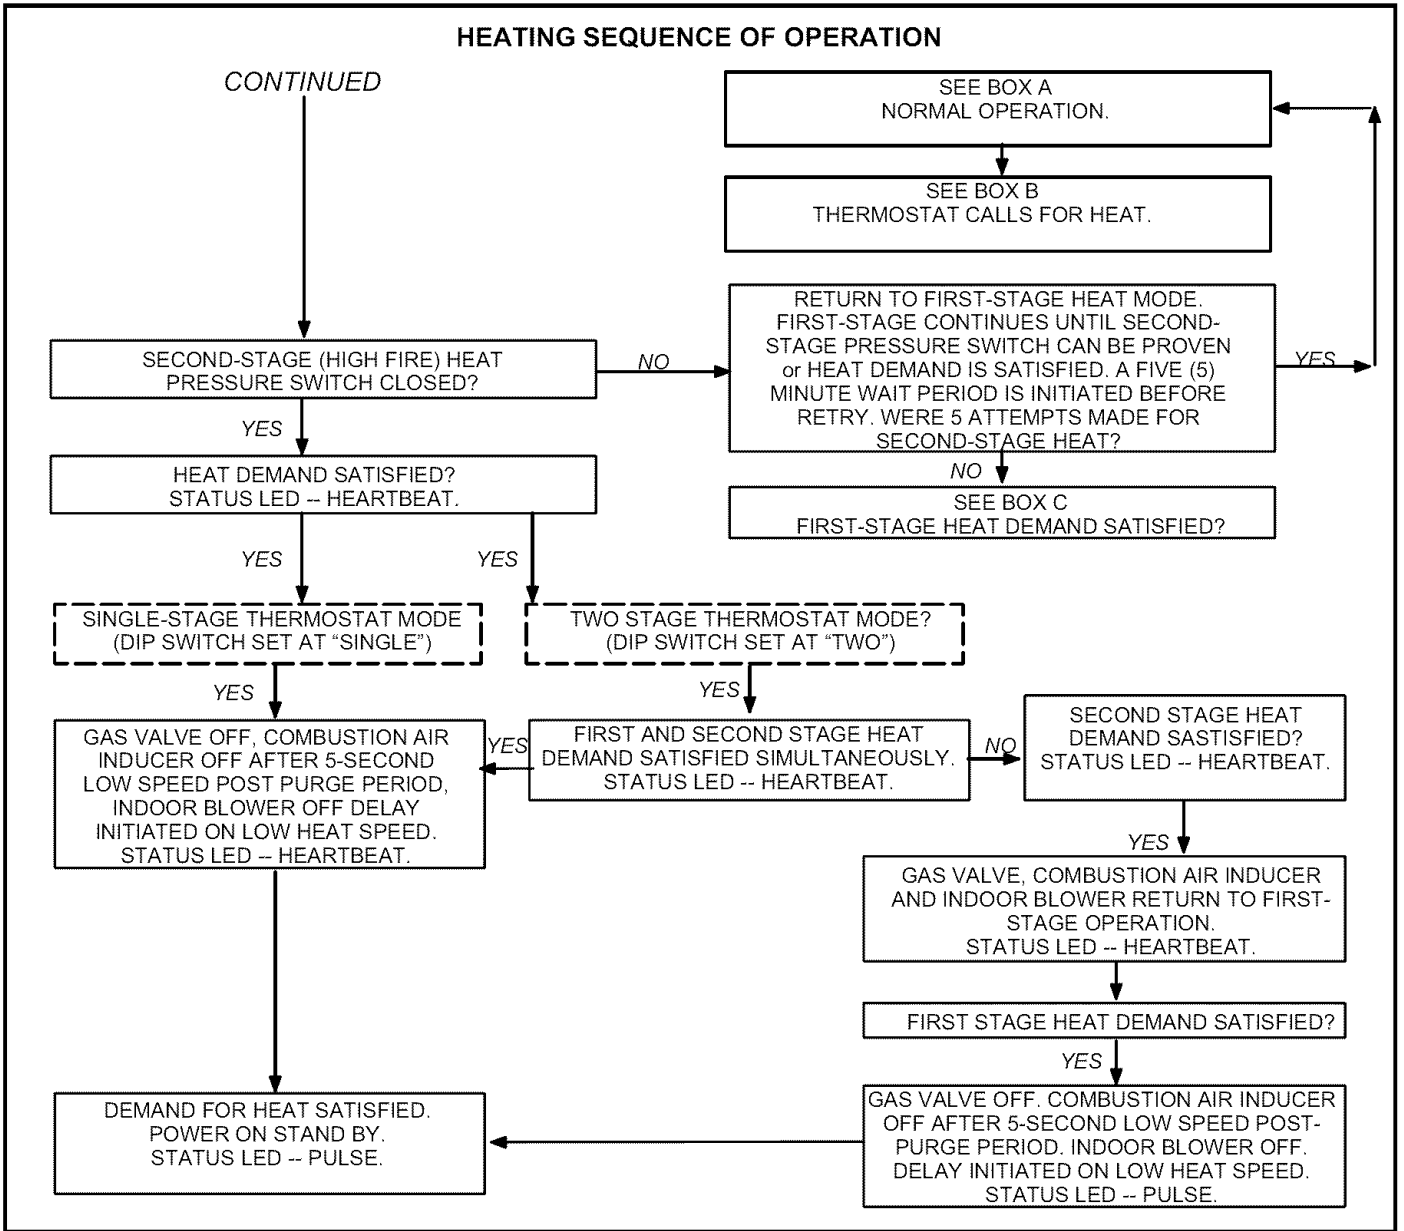 HEATING SEQUENCE OF OPERATION
CONTINUED
SEE BOX A
NORMAL OPERATION.
SEE BOX B
THERMOSTAT CALLS FOR HEAT.
SECOND-STAGE (HIGH FIRE) HEAT
PRESSURE SWITCH CLOSED?
NO
RETURN TO FIRST-STAGE HEAT MODE.
FIRST-STAGE CONTINUES UNTIL SECOND-
STAGE PRESSURE SWITCH CAN BE PROVEN
or HEAT DEMAND IS SATISFIED. A FIVE (5)
MINUTE WAIT PERIOD IS INITIATED BEFORE
RETRY. WERE 5 ATTEMPTS MADE FOR
SECOND-STAGE HEAT?
YES
YES
NO
HEAT DEMAND SATISFIED?
STATUS LED -- HEARTBEAT.
SEE BOX C
FIRST-STAGE HEAT DEMAND SATISFIED?
YES
YES
SINGLE-STAGE THERMOSTAT MODE
(DIP SWITCH SET AT “SINGLE”)
TWO STAGE THERMOSTAT MODE?
(DIP SWITCH SET AT “TWO”)
YES
YES
GAS VALVE OFF, COMBUSTION AIR
INDUCER OFF AFTER 5-SECOND
LOW SPEED POST PURGE PERIOD,
INDOOR BLOWER OFF DELAY
INITIATED ON LOW HEAT SPEED.
STATUS LED -- HEARTBEAT.
YES
FIRST AND SECOND STAGE HEAT
DEMAND SATISFIED SIMULTANEOUSLY.
STATUS LED -- HEARTBEAT.
NO
SECOND STAGE HEAT
DEMAND SASTISFIED?
STATUS LED -- HEARTBEAT.
YES
GAS VALVE, COMBUSTION AIR INDUCER
AND INDOOR BLOWER RETURN TO FIRST-
STAGE OPERATION.
STATUS LED -- HEARTBEAT.
FIRST STAGE HEAT DEMAND SATISFIED?
YES
DEMAND FOR HEAT SATISFIED.
POWER ON STAND BY.
STATUS LED -- PULSE.
GAS VALVE OFF. COMBUSTION AIR INDUCER
OFF AFTER 5-SECOND LOW SPEED POST-
PURGE PERIOD. INDOOR BLOWER OFF.
DELAY INITIATED ON LOW HEAT SPEED.
STATUS LED -- PULSE.